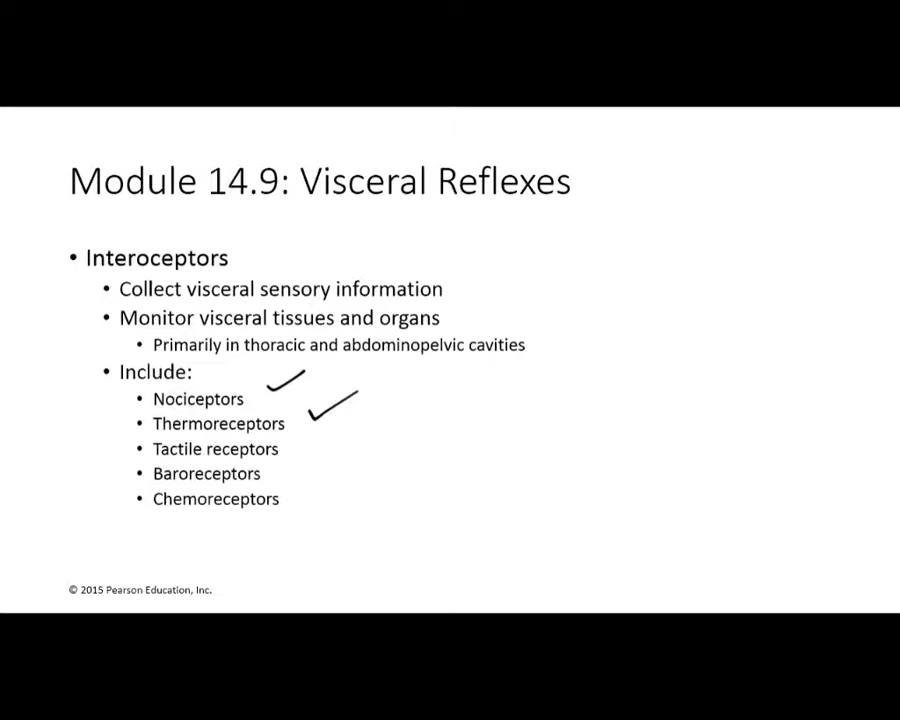 Module 14.9: Visceral Reflexes
• Interoceptors
• Collect visceral sensory information
• Monitor visceral tissues and organs
• Primarily in thoracic and abdominopelvic cavities
• Include:
• Nociceptors
• Thermoreceptors
• Tactile receptors
• Baroreceptors
• Chemoreceptors
© 2015 Pearson Education, Inc.